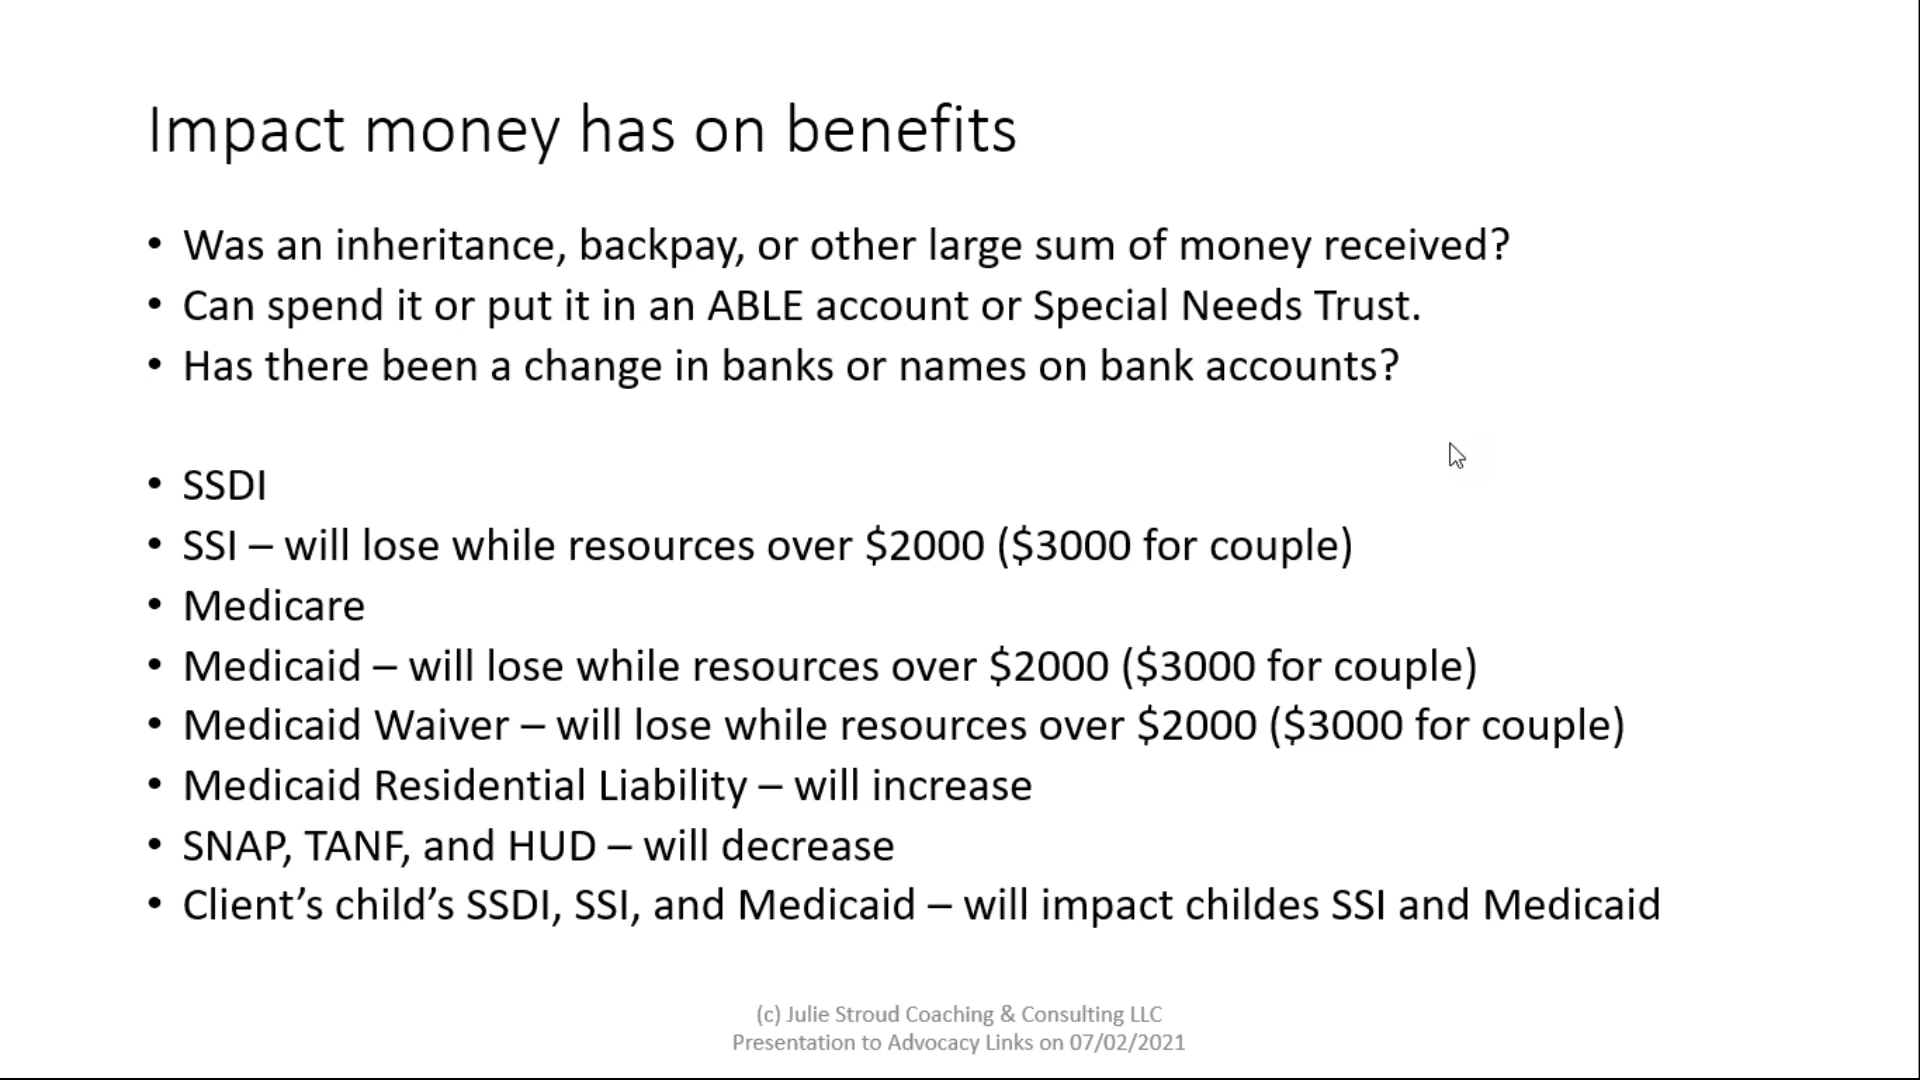 Impact money has on benefits
• Was an inheritance, backpay, or other large sum of money received?
• Can spend it or put it in an ABLE account or Special Needs Trust.
• Has there been a change in banks or names on bank accounts?
• SSDI
• SSI – will lose while resources over $2000 ($3000 for couple)
• Medicare
• Medicaid – will lose while resources over $2000 ($3000 for couple)
• Medicaid Waiver – will lose while resources over $2000 ($3000 for couple)
• Medicaid Residential Liability – will increase
• SNAP, TANF, and HUD – will decrease
• Client’s child’s SSDI, SSI, and Medicaid – will impact childes SSI and Medicaid
(c) Julie Stroud Coaching & Consulting LLC
Presentation to Advocacy Links on 07/02/2021